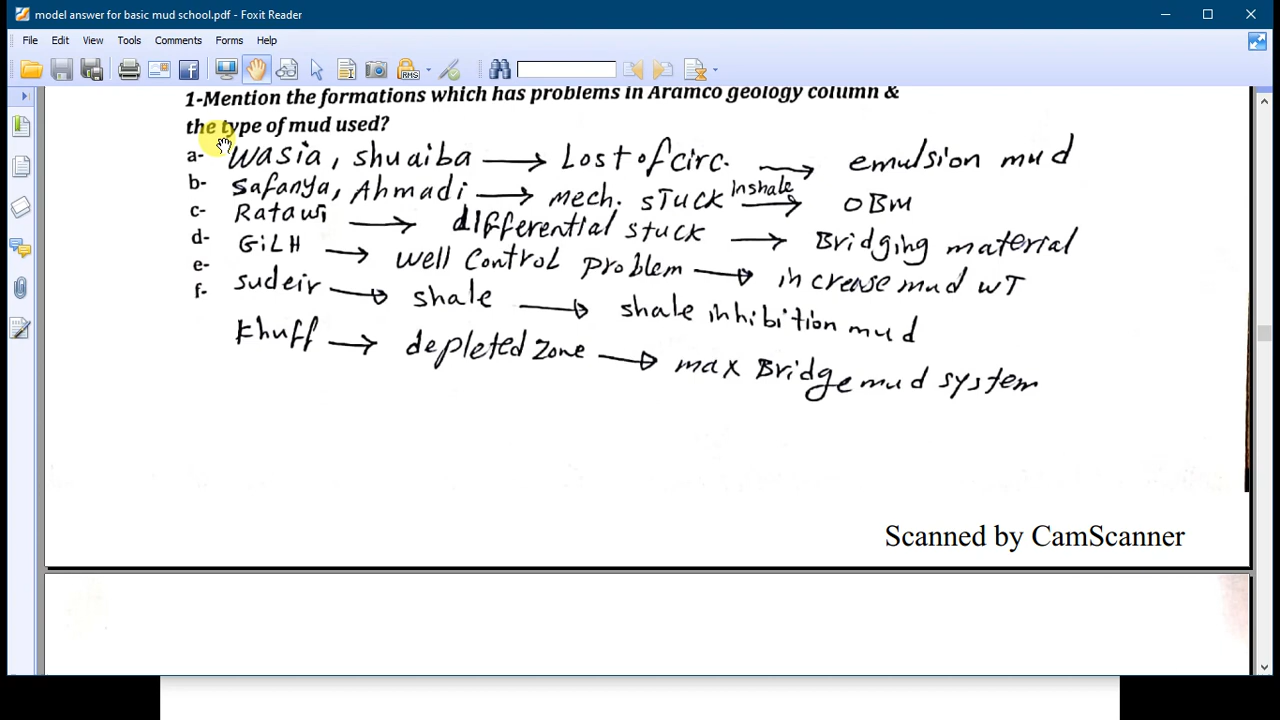 model answer for basic mud school.pdf - Foxit Reader
File Edit View Tools Comments Forms Help
1-Mention the formations which has problems in Aramco geology column &
the type of mud used?
a- Wasia, shuaiba → Lost of circ. → emulsion mud
b- Safanya, Ahmadi → mech. stuck inshale → OBM
c- Ratawi → differential stuck → Bridging material
d- GiLH → well control problem → increase mud wT
e- sudeir → shale → shale inhibition mud
f- Khuff → depleted zone → max Bridge mud system
Scanned by CamScanner